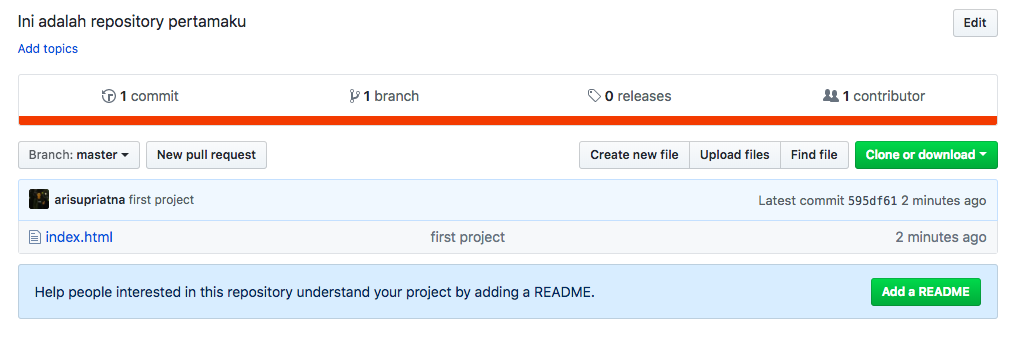 Ini adalah repository pertamaku
Edit
Add topics
1 commit 1 branch 0 releases 1 contributor
Branch: master New pull request Create new file Upload files Find file Clone or download
arisupriatna first project Latest commit 595df61 2 minutes ago
index.html first project 2 minutes ago
Help people interested in this repository understand your project by adding a README. Add a README